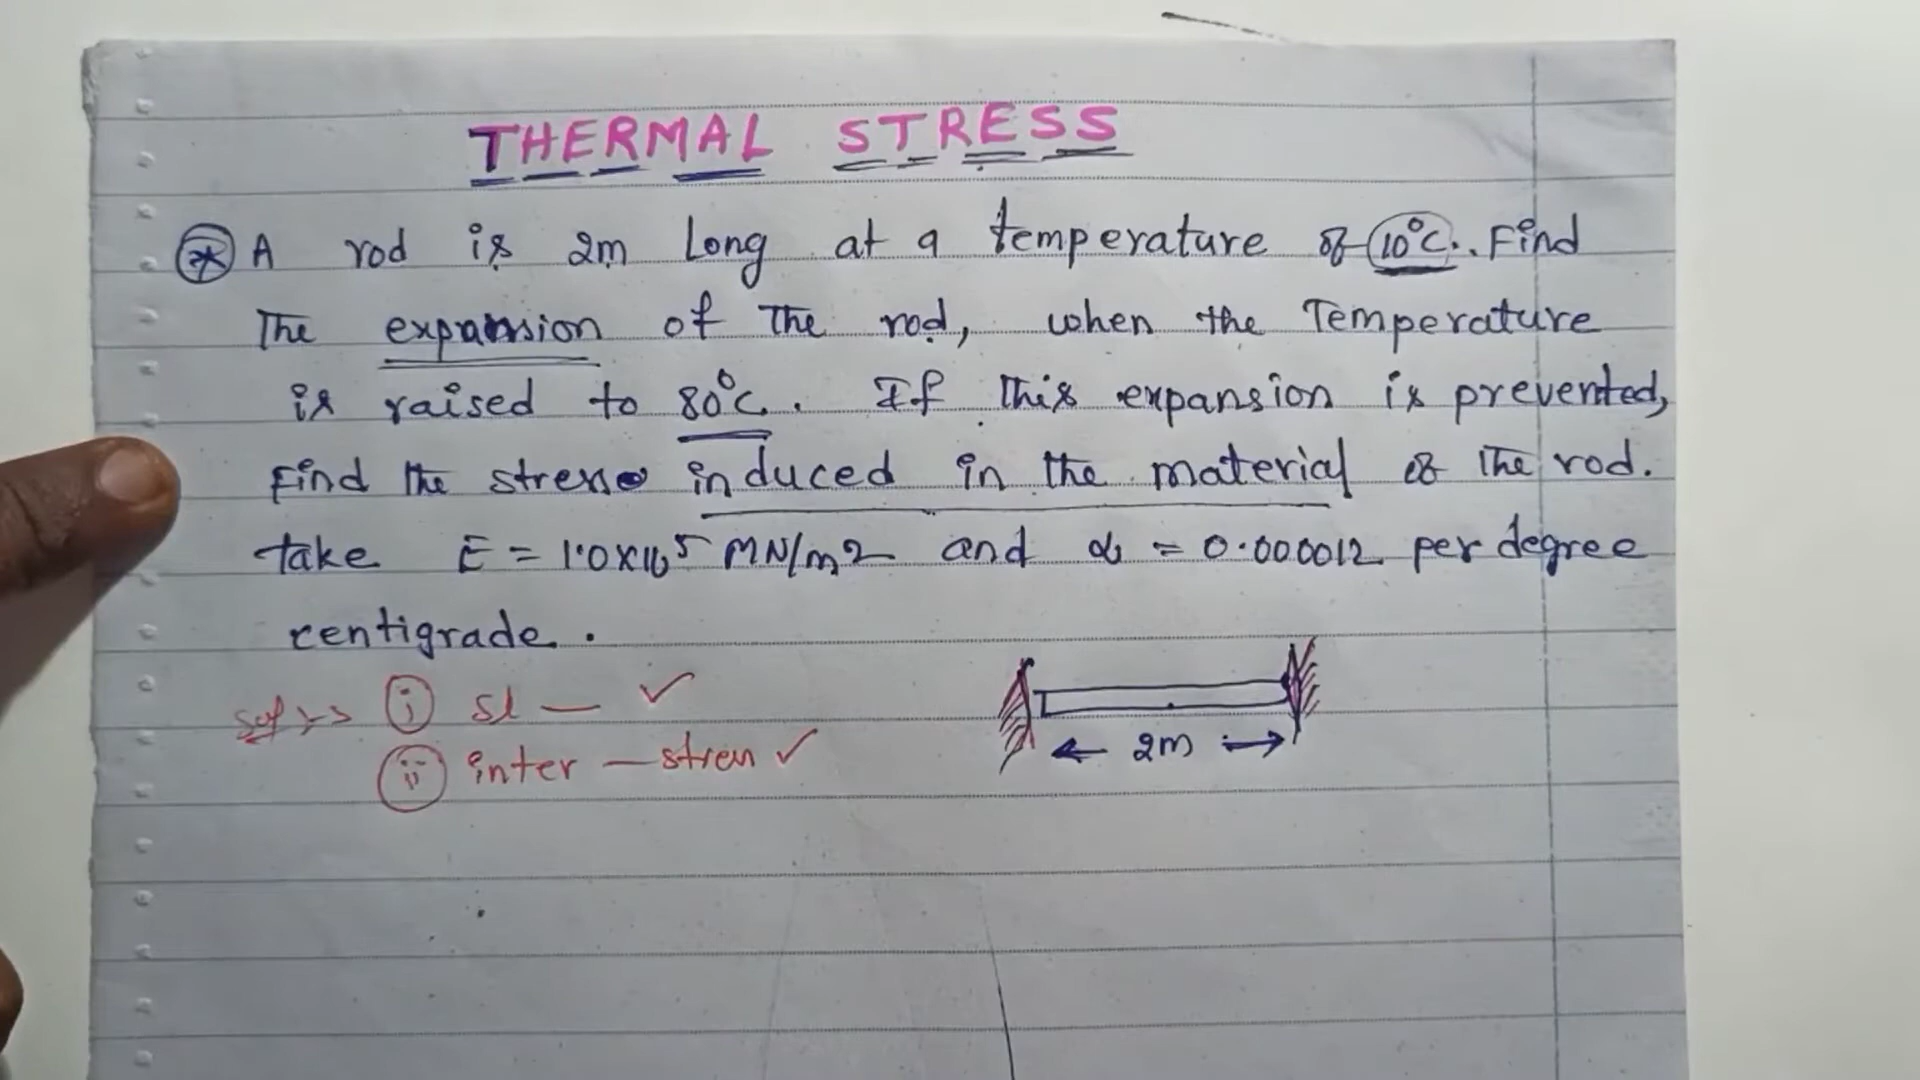 THERMAL STRESS
* A rod is 2m Long at a temperature of 10°C. Find
The expansion of The rod, when the Temperature
is raised to 80°C. If this expansion is prevented,
Find the stress induced in the material of The rod.
take E = 1.0×10⁵ MN/m2 and α = 0.000012 per degree
centigrade.
(i) δl — ✓
(ii) inter — stress ✓
← 2m →